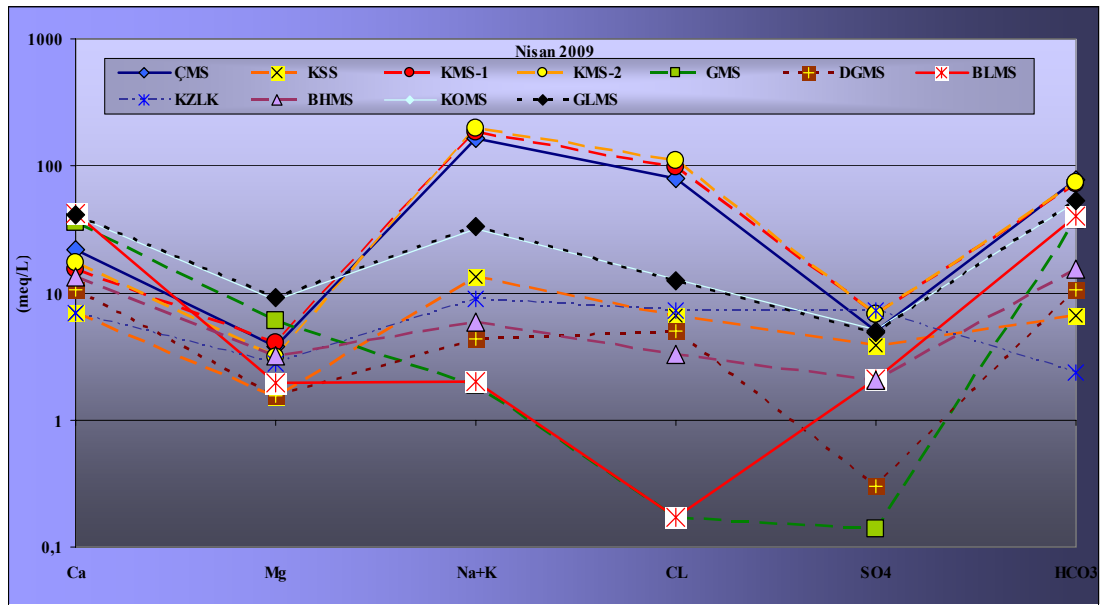 Nisan 2009
ÇMS KSS KMS-1 KMS-2 GMS DGMS BLMS
KZLK BHMS KOMS GLMS
1000
100
10
1
0,1
(meq/L)
Ca Mg Na+K CL SO4 HCO3